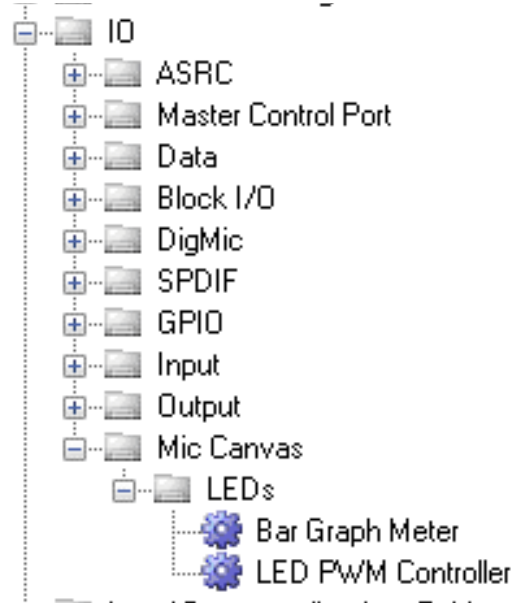 IO
ASRC
Master Control Port
Data
Block I/O
DigMic
SPDIF
GPIO
Input
Output
Mic Canvas
LEDs
Bar Graph Meter
LED PWM Controller